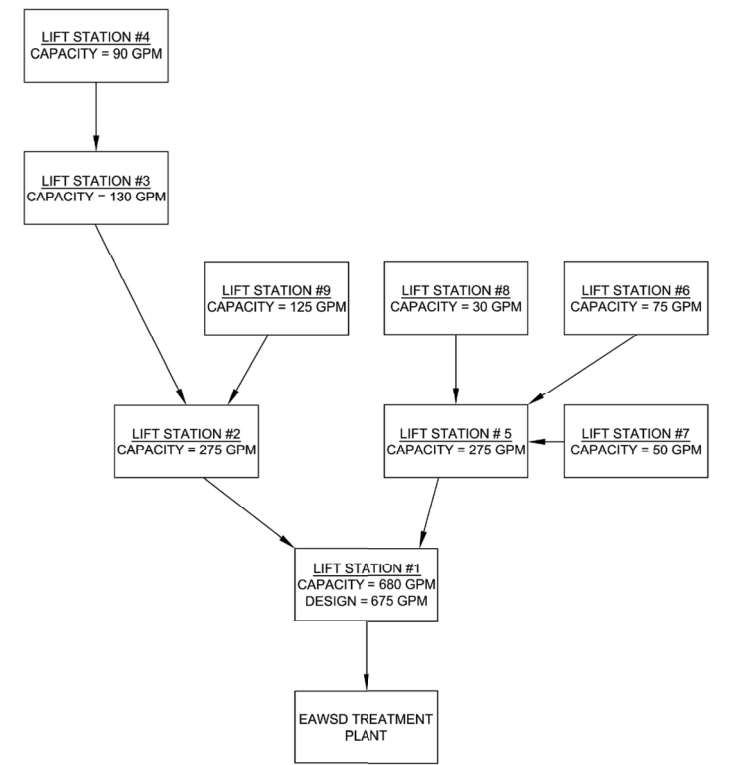 LIFT STATION #4
CAPACITY = 90 GPM
LIFT STATION #3
CAPACITY = 130 GPM
LIFT STATION #9
CAPACITY = 125 GPM
LIFT STATION #8
CAPACITY = 30 GPM
LIFT STATION #6
CAPACITY = 75 GPM
LIFT STATION #2
CAPACITY = 275 GPM
LIFT STATION # 5
CAPACITY = 275 GPM
LIFT STATION #7
CAPACITY = 50 GPM
LIFT STATION #1
CAPACITY = 680 GPM
DESIGN = 675 GPM
EAWSD TREATMENT
PLANT